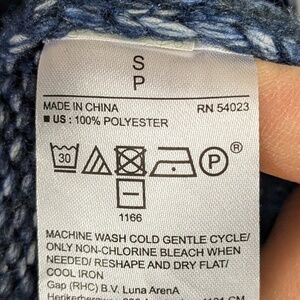 S
P
MADE IN CHINA RN 54023
■ US : 100% POLYESTER
30 P ®
1166
MACHINE WASH COLD GENTLE CYCLE/
ONLY NON-CHLORINE BLEACH WHEN
NEEDED/ RESHAPE AND DRY FLAT/
COOL IRON
Gap (RHC) B.V. Luna ArenA